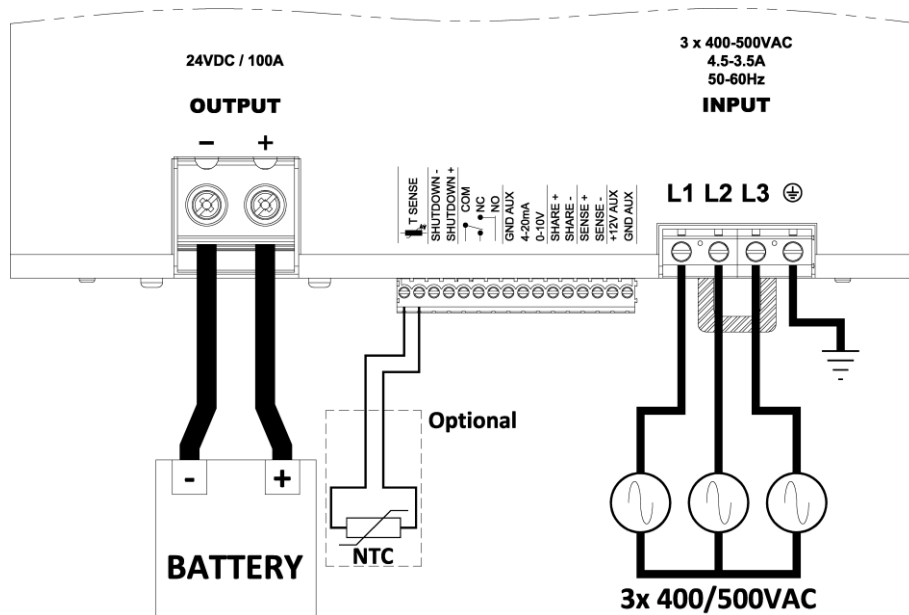 24VDC / 100A
OUTPUT
- +
3 x 400-500VAC
4.5-3.5A
50-60Hz
INPUT
T SENSE
SHUTDOWN -
SHUTDOWN +
COM
NC
NO
GND AUX
4-20mA
0-10V
SHARE +
SHARE -
SENSE +
SENSE -
+12V AUX
GND AUX
L1 L2 L3
Optional
- +
BATTERY
NTC
3x 400/500VAC